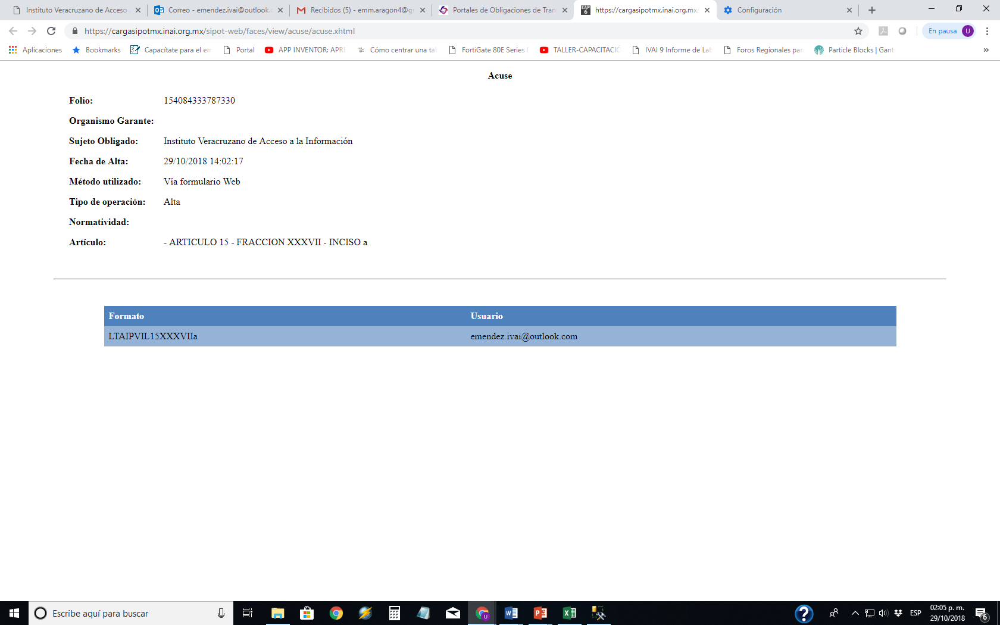 Instituto Veracruzano de Acceso
Correo - emendez.ivai@outlook.c
Recibidos (5) - emm.aragon4@g
Portales de Obligaciones de Tran
https://cargasipotmx.inai.org.mx
Configuración
https://cargasipotmx.inai.org.mx/sipot-web/faces/view/acuse/acuse.xhtml
En pausa
U
Aplicaciones
Bookmarks
Capacítate para el em
Portal
APP INVENTOR: APRE
Cómo centrar una tab
FortiGate 80E Series
TALLER-CAPACITACIÓ
IVAI 9 Informe de Lab
Foros Regionales par
Particle Blocks | Gant
»
Acuse
Folio: 154084333787330
Organismo Garante:
Sujeto Obligado: Instituto Veracruzano de Acceso a la Información
Fecha de Alta: 29/10/2018 14:02:17
Método utilizado: Vía formulario Web
Tipo de operación: Alta
Normatividad:
Artículo: - ARTICULO 15 - FRACCION XXXVII - INCISO a
Formato Usuario
LTAIPVIL15XXXVIIa emendez.ivai@outlook.com
Escribe aquí para buscar
ESP
02:05 p. m.
29/10/2018
6